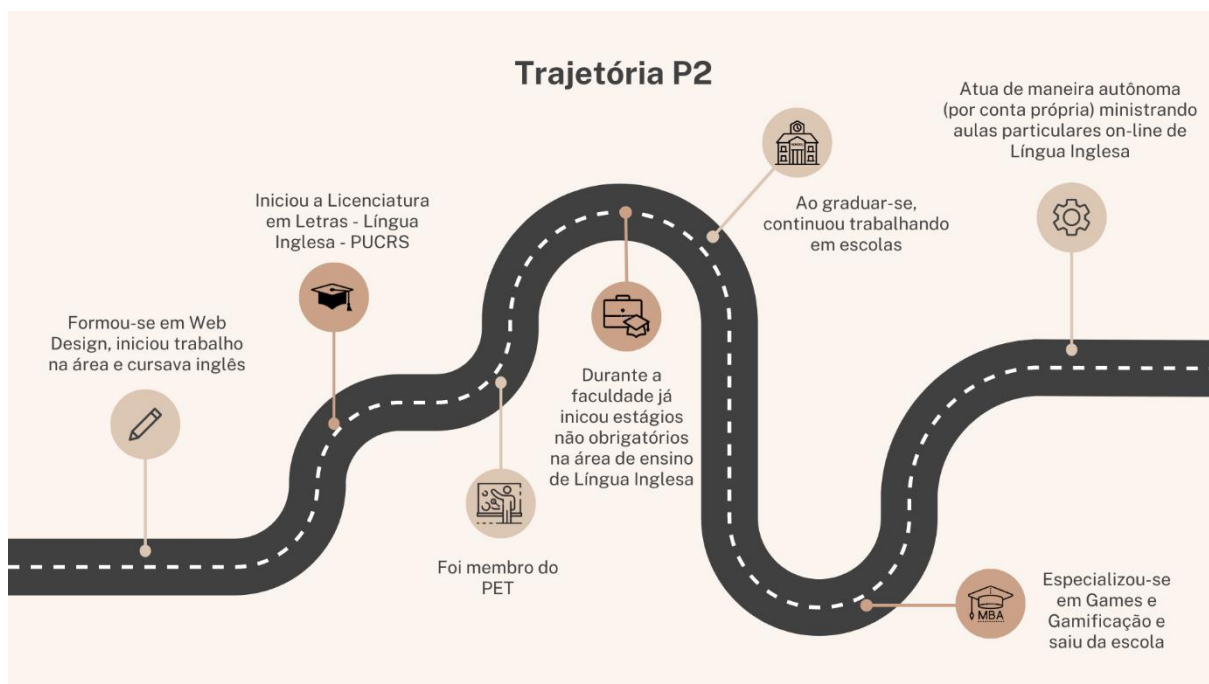 Trajetória P2
Formou-se em Web
Design, iniciou trabalho
na área e cursava inglês
Iniciou a Licenciatura
em Letras - Língua
Inglesa - PUCRS
Foi membro do
PET
Durante a
faculdade já
inicou estágios
não obrigatórios
na área de ensino
de Língua Inglesa
SCHOOL
Ao graduar-se,
continuou trabalhando
em escolas
MBA
Especializou-se
em Games e
Gamificação e
saiu da escola
Atua de maneira autônoma
(por conta própria) ministrando
aulas particulares on-line de
Língua Inglesa